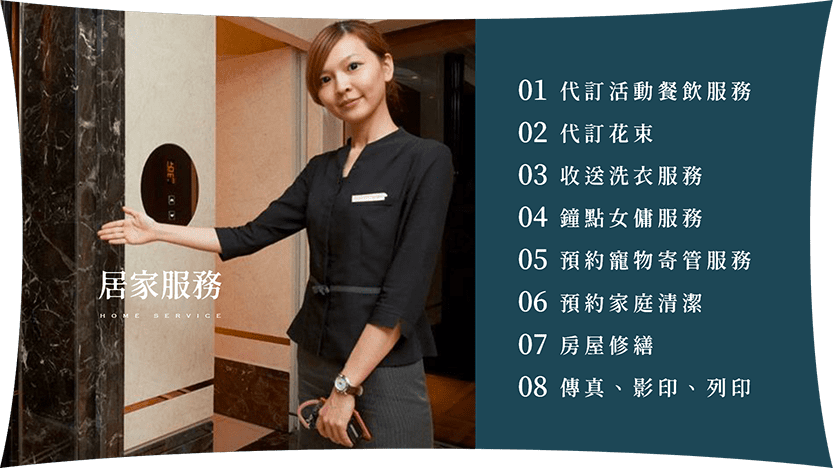 居家服務
HOME SERVICE
01 代訂活動餐飲服務
02 代訂花束
03 收送洗衣服務
04 鐘點女傭服務
05 預約寵物寄管服務
06 預約家庭清潔
07 房屋修繕
08 傳真、影印、列印